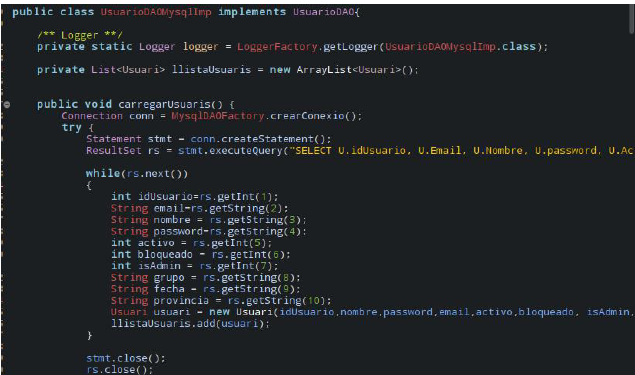 public class UsuarioDAOMysqlImp implements UsuarioDAO{
/** Logger **/
private static Logger logger = LoggerFactory.getLogger(UsuarioDAOMysqlImp.class);
private List<Usuari> llistaUsuaris = new ArrayList<Usuari>();
public void carregarUsuaris() {
Connection conn = MysqlDAOFactory.crearConexio();
try {
Statement stmt = conn.createStatement();
ResultSet rs = stmt.executeQuery("SELECT U.idUsuario, U.Email, U.Nombre, U.password, U.Ac
while(rs.next())
{
int idUsuario=rs.getInt(1);
String email=rs.getString(2);
String nombre = rs.getString(3);
String password=rs.getString(4);
int activo = rs.getInt(5);
int bloqueado = rs.getInt(6);
int isAdmin = rs.getInt(7);
String grupo = rs.getString(8);
String fecha = rs.getString(9);
String provincia = rs.getString(10);
Usuari usuari = new Usuari(idUsuario,nombre,password,email,activo,bloqueado, isAdmin,
llistaUsuaris.add(usuari);
}
stmt.close();
rs.close();